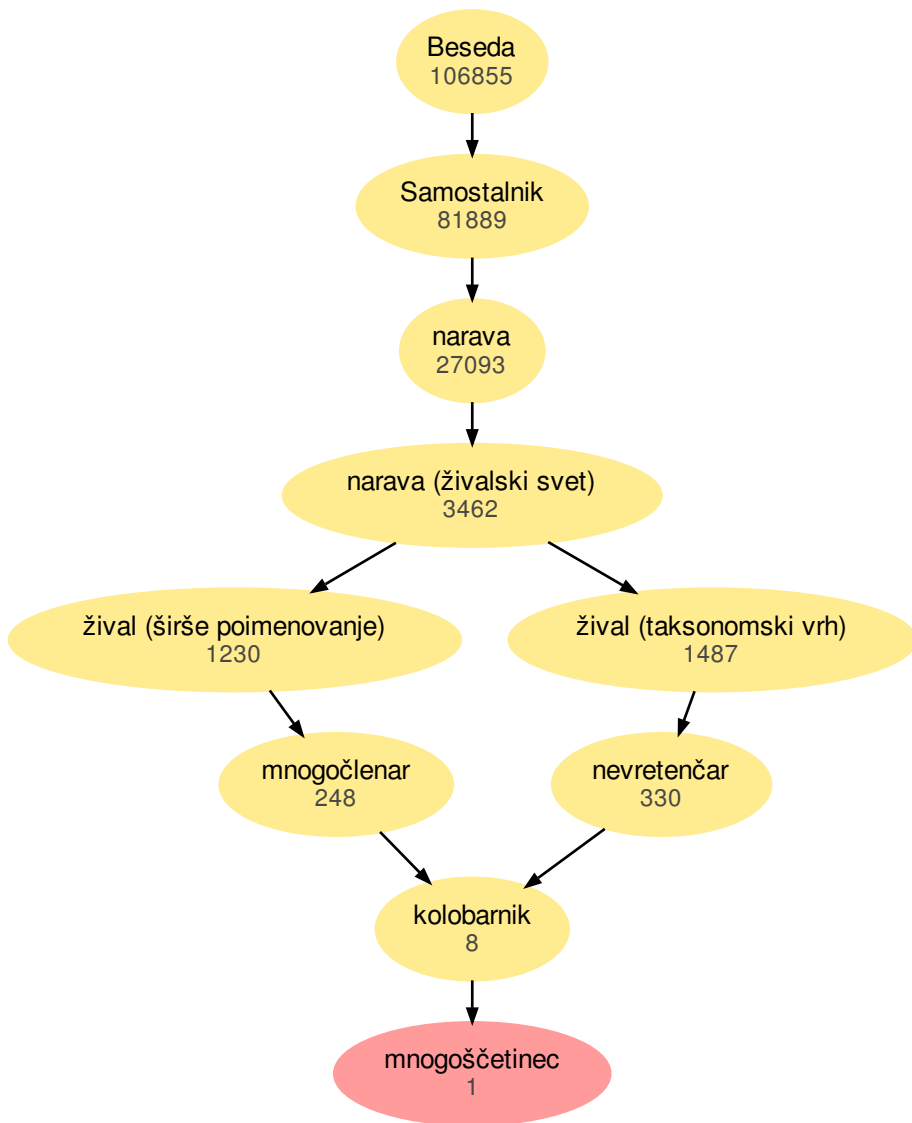 Beseda
106855
Samostalnik
81889
narava
27093
narava (živalski svet)
3462
žival (širše poimenovanje)
1230
žival (taksonomski vrh)
1487
mnogočlenar
248
nevretenčar
330
kolobarnik
8
mnogoščetinec
1